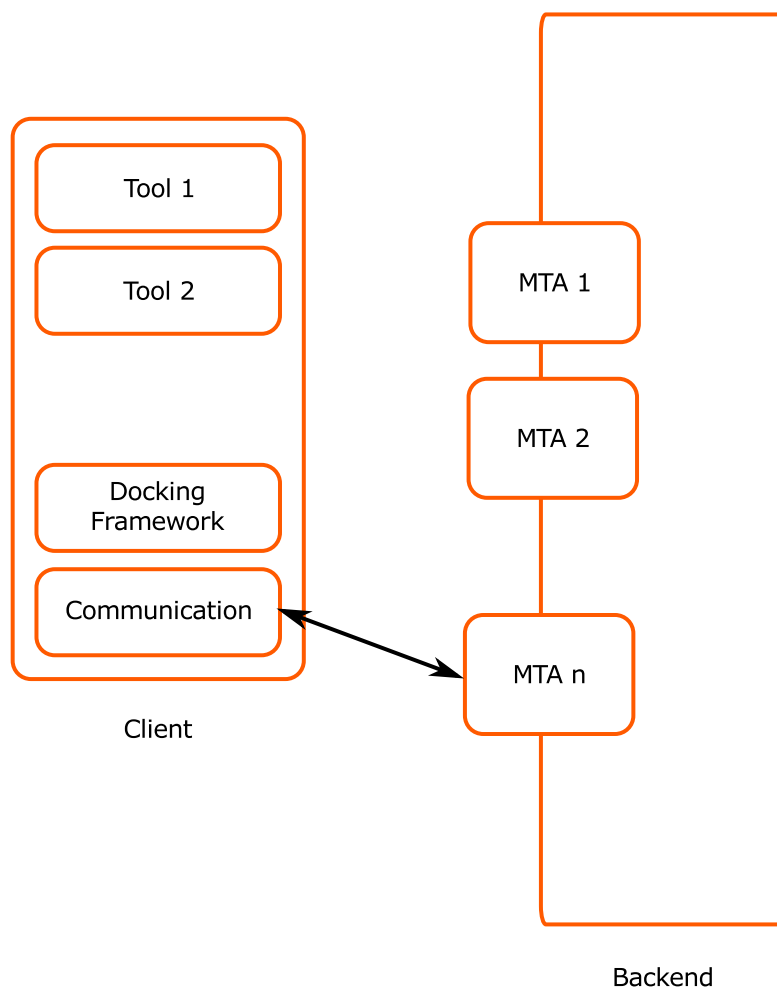 Tool 1
Tool 2
Docking
Framework
Communication
Client
MTA 1
MTA 2
MTA n
Backend